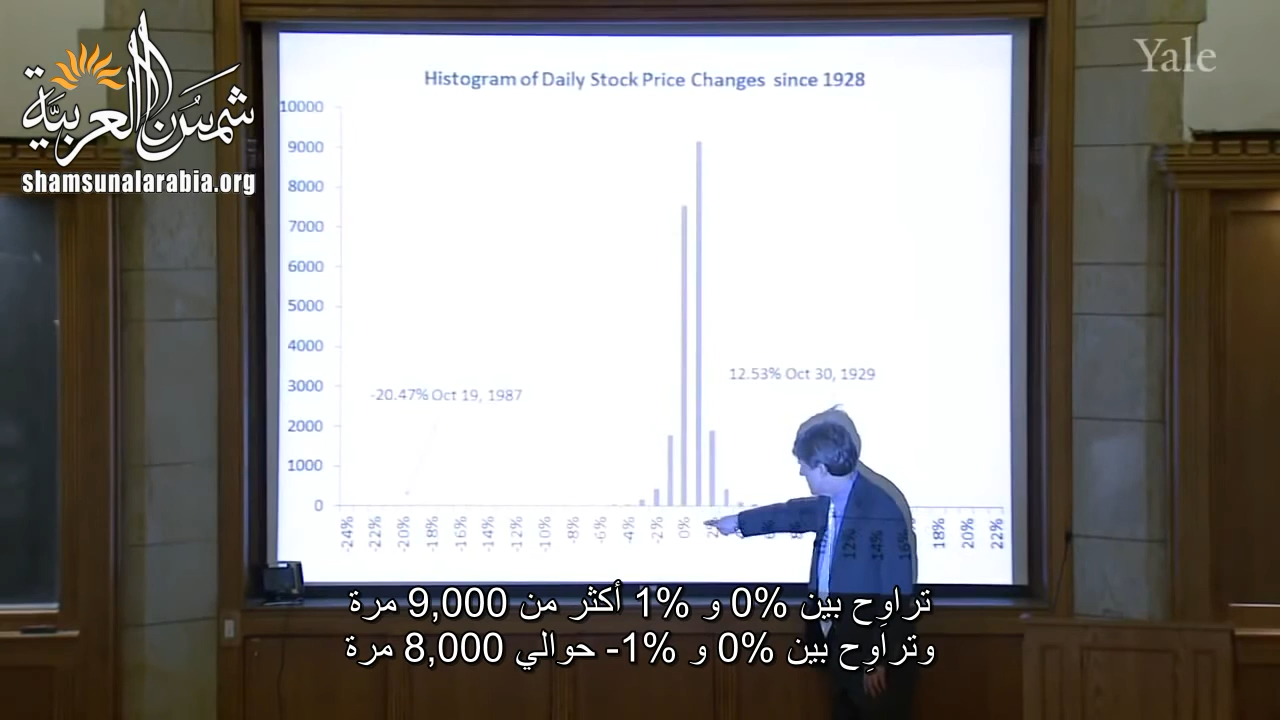 شمس العربية
shamsunalarabia.org
Yale
Histogram of Daily Stock Price Changes since 1928
10000
9000
8000
7000
6000
5000
4000
3000
2000
1000
0
-20.47% Oct 19, 1987
12.53% Oct 30, 1929
-24% -22% -20% -18% -16% -14% -12% -10% -8% -6% -4% -2% 0% 12% 14% 16% 18% 20% 22%
تراوِح بين 0% و 1% أكثر من 9,000 مرة
وتراوِح بين 0% و 1%- حوالي 8,000 مرة